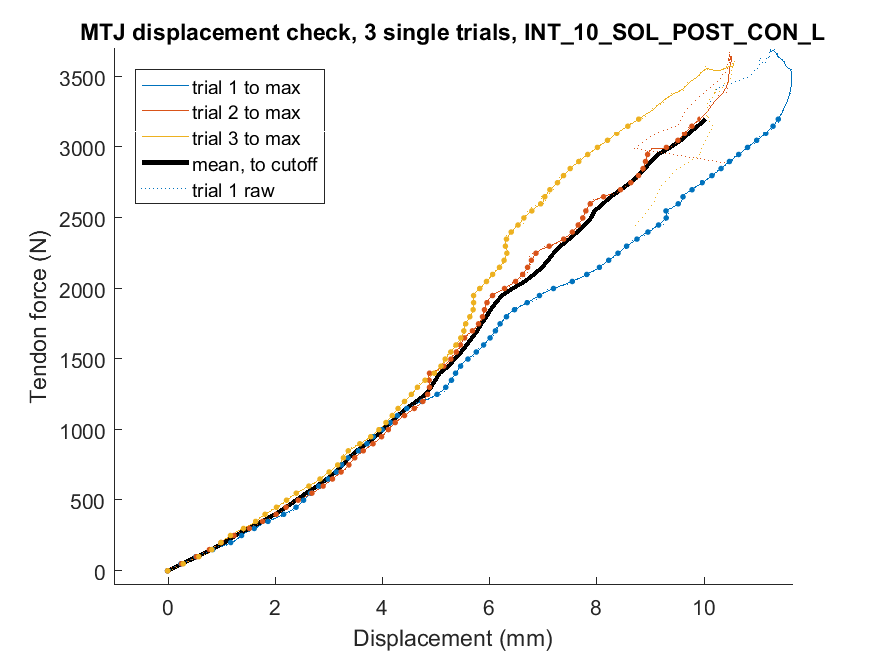 MTJ displacement check, 3 single trials, INT_10_SOL_POST_CON_L
3500
3000
2500
2000
1500
1000
500
0
Tendon force (N)
trial 1 to max
trial 2 to max
trial 3 to max
mean, to cutoff
trial 1 raw
0 2 4 6 8 10
Displacement (mm)